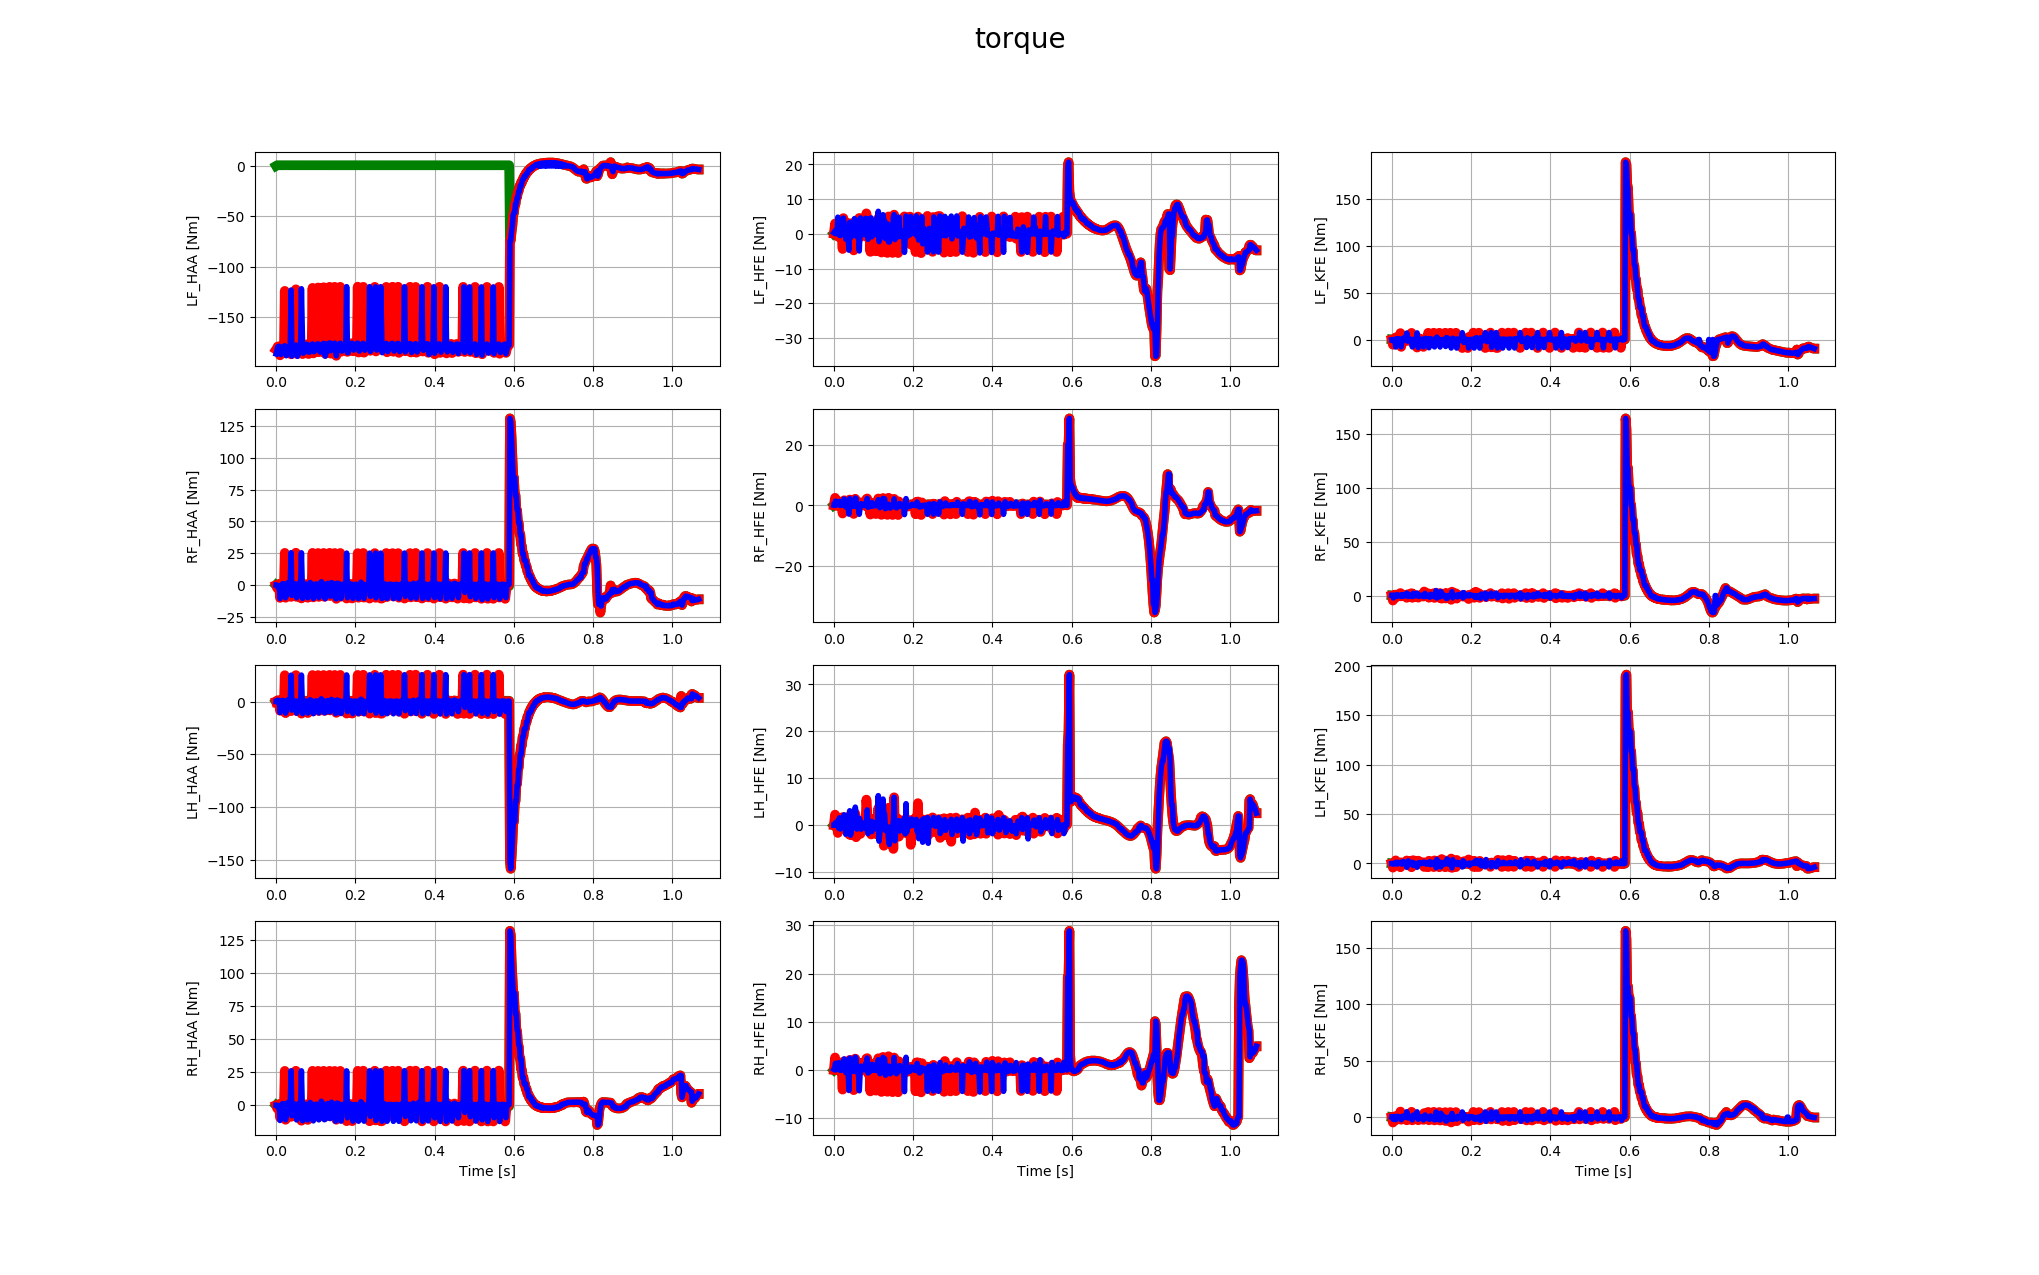 torque
LF_HAA [Nm]
0
−50
−100
−150
0.0 0.2 0.4 0.6 0.8 1.0
LF_HFE [Nm]
20
10
0
−10
−20
−30
0.0 0.2 0.4 0.6 0.8 1.0
LF_KFE [Nm]
150
100
50
0
0.0 0.2 0.4 0.6 0.8 1.0
RF_HAA [Nm]
125
100
75
50
25
0
−25
0.0 0.2 0.4 0.6 0.8 1.0
RF_HFE [Nm]
20
0
−20
0.0 0.2 0.4 0.6 0.8 1.0
RF_KFE [Nm]
150
100
50
0
0.0 0.2 0.4 0.6 0.8 1.0
LH_HAA [Nm]
0
−50
−100
−150
0.0 0.2 0.4 0.6 0.8 1.0
LH_HFE [Nm]
30
20
10
0
−10
0.0 0.2 0.4 0.6 0.8 1.0
LH_KFE [Nm]
200
150
100
50
0
0.0 0.2 0.4 0.6 0.8 1.0
RH_HAA [Nm]
125
100
75
50
25
0
0.0 0.2 0.4 0.6 0.8 1.0
Time [s]
RH_HFE [Nm]
30
20
10
0
−10
0.0 0.2 0.4 0.6 0.8 1.0
Time [s]
RH_KFE [Nm]
150
100
50
0
0.0 0.2 0.4 0.6 0.8 1.0
Time [s]